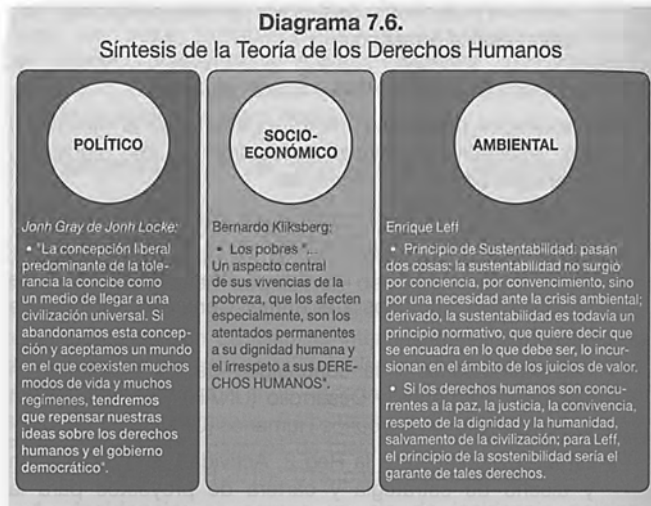 Diagrama 7.6.
Síntesis de la Teoría de los Derechos Humanos
POLÍTICO
Jonh Gray de Jonh Locke:
• "La concepción liberal
predominante de la tole-
rancia la concibe como
un medio de llegar a una
civilización universal. Si
abandonamos esta concep-
ción y aceptamos un mundo
en el que coexisten muchos
modos de vida y muchos
regímenes, tendremos
que repensar nuestras
ideas sobre los derechos
humanos y el gobierno
democrático".
SOCIO-
ECONÓMICO
Bernardo Kliksberg:
• Los pobres "...
Un aspecto central
de sus vivencias de la
pobreza, que los afecten
especialmente, son los
atentados permanentes
a su dignidad humana y
el irrespeto a sus DERE-
CHOS HUMANOS".
AMBIENTAL
Enrique Leff
• Principio de Sustentabilidad: pasan
dos cosas: la sustentabilidad no surgió
por conciencia, por convencimiento, sino
por una necesidad ante la crisis ambiental;
derivado, la sustentabilidad es todavía un
principio normativo, que quiere decir que
se encuadra en lo que debe ser, lo incur-
sionan en el ámbito de los juicios de valor.
• Si los derechos humanos son concu-
rrentes a la paz, la justicia, la convivencia,
respeto de la dignidad y la humanidad,
salvamento de la civilización; para Leff,
el principio de la sostenibilidad sería el
garante de tales derechos.